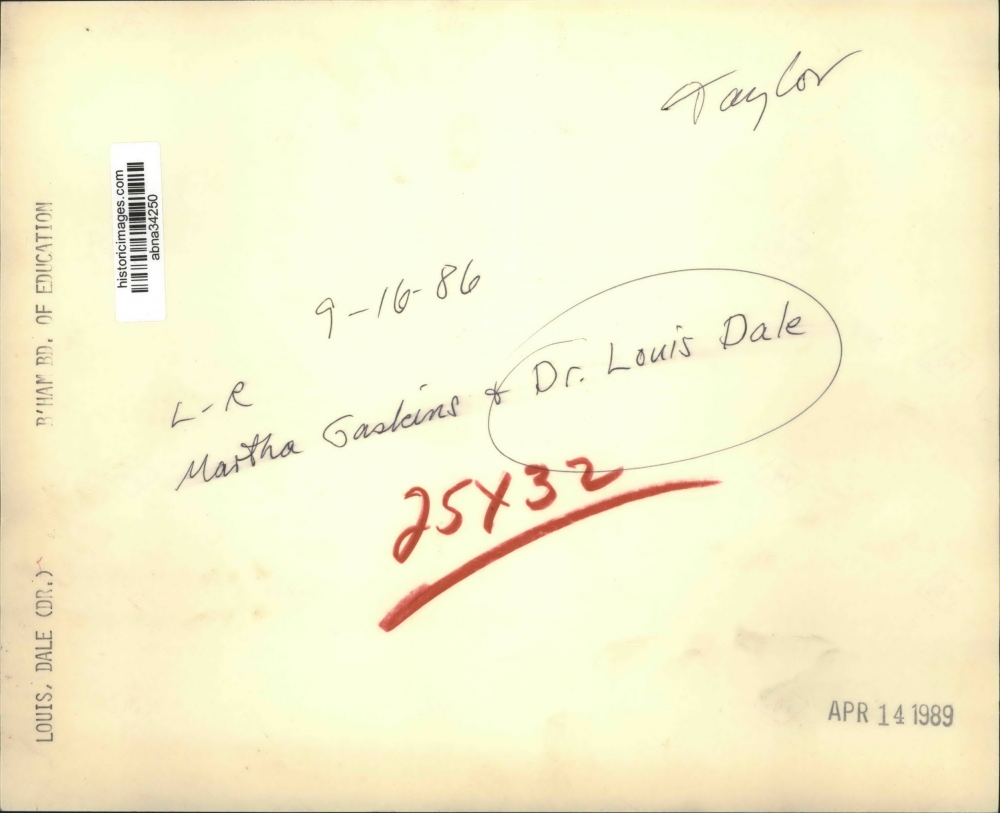 Taylor
historicimages.com
abna34250
B'HAM BD. OF EDUCATION
9-16-86
L-R
Martha Gaskins & Dr. Louis Dale
25X32
LOUIS, DALE (DR.)
APR 14 1989